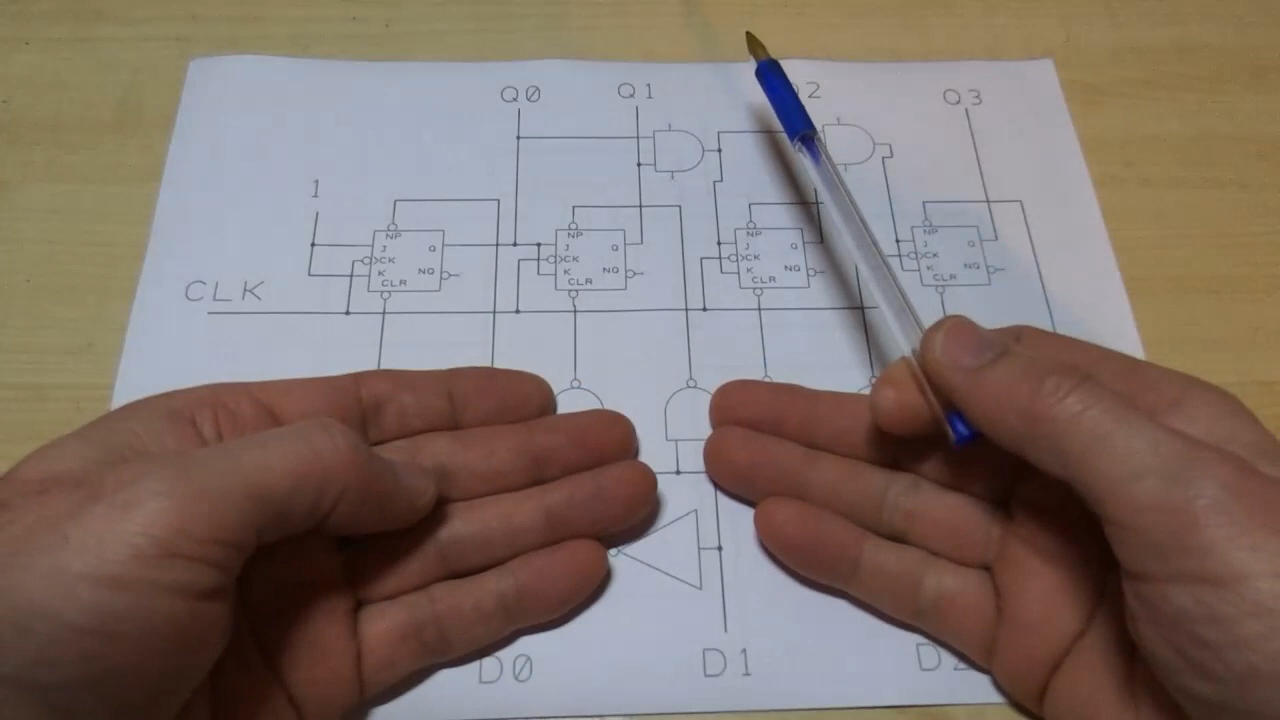 Q0 Q1 Q2 Q3
1
NP NP NP NP
J Q J Q J Q J Q
CK CK CK CK
K NQ K NQ K NQ K NQ
CLR CLR CLR CLR
CLK
D0 D1 D2